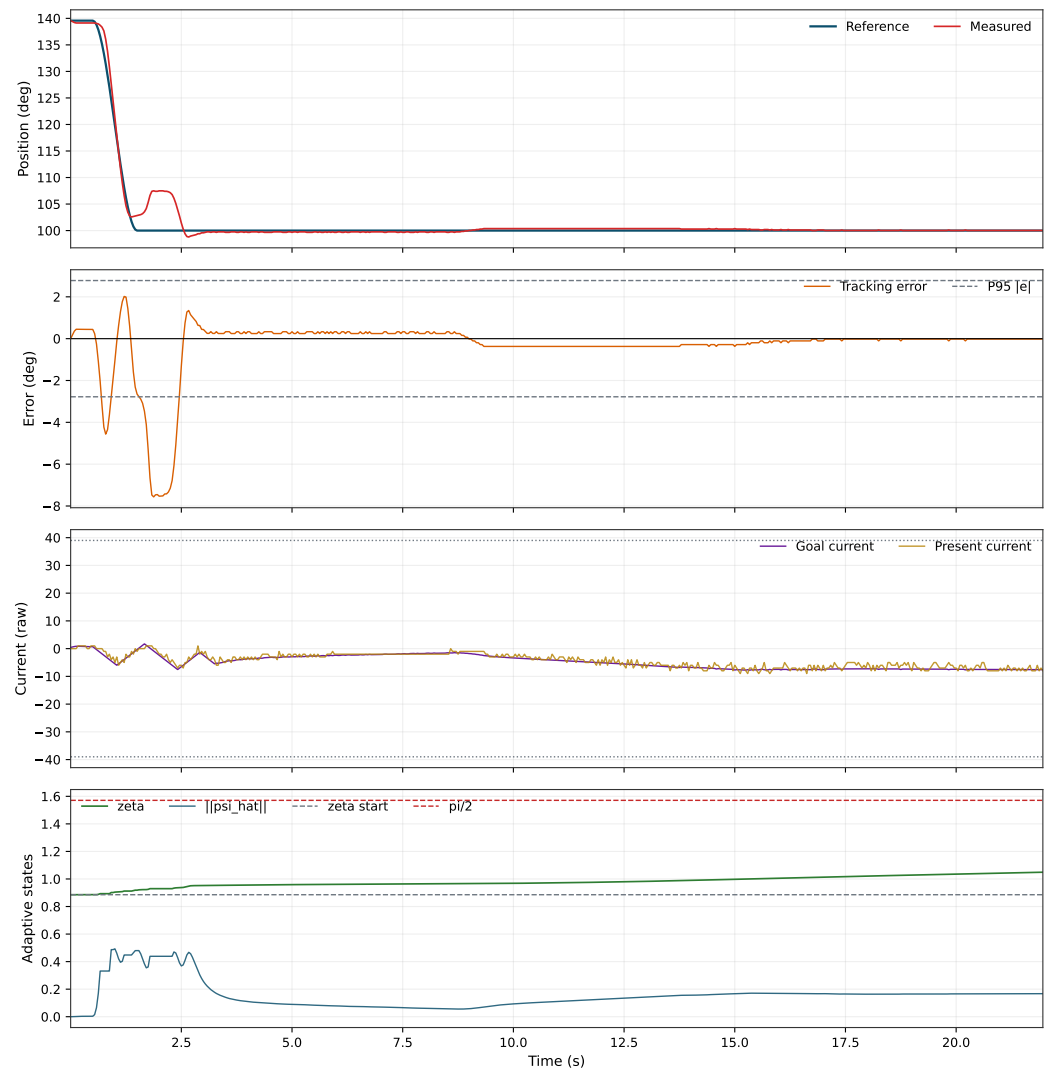 140
135
130
125
120
115
110
105
100
Position (deg)
Reference
Measured
2
0
−2
−4
−6
−8
Error (deg)
Tracking error
P95 |e|
40
30
20
10
0
−10
−20
−30
−40
Current (raw)
Goal current
Present current
1.6
1.4
1.2
1.0
0.8
0.6
0.4
0.2
0.0
Adaptive states
zeta
||psi_hat||
zeta start
pi/2
2.5
5.0
7.5
10.0
12.5
15.0
17.5
20.0
Time (s)